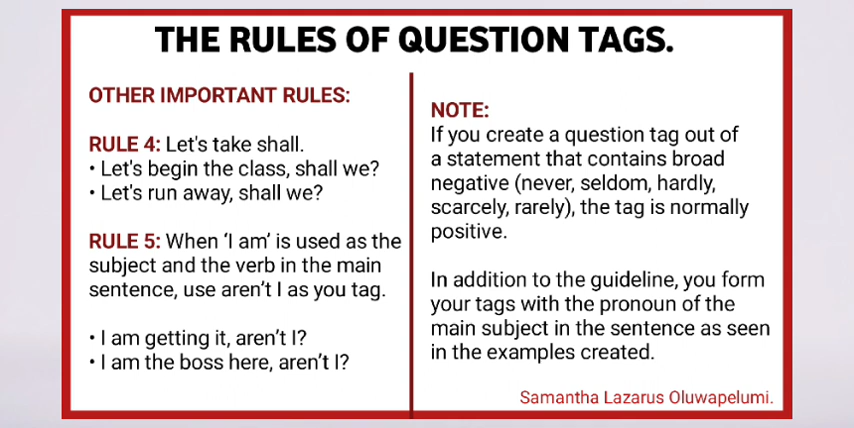 THE RULES OF QUESTION TAGS.
OTHER IMPORTANT RULES:
RULE 4: Let's take shall.
• Let's begin the class, shall we?
• Let's run away, shall we?
RULE 5: When ‘I am’ is used as the
subject and the verb in the main
sentence, use aren’t I as you tag.
• I am getting it, aren’t I?
• I am the boss here, aren’t I?
NOTE:
If you create a question tag out of
a statement that contains broad
negative (never, seldom, hardly,
scarcely, rarely), the tag is normally
positive.
In addition to the guideline, you form
your tags with the pronoun of the
main subject in the sentence as seen
in the examples created.
Samantha Lazarus Oluwapelumi.